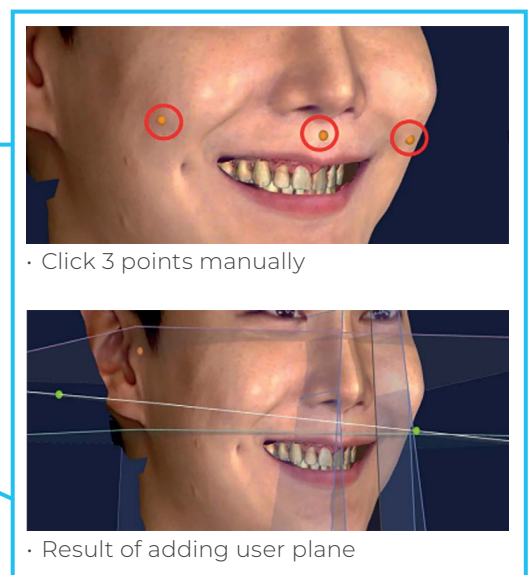 · Click 3 points manually
· Result of adding user plane